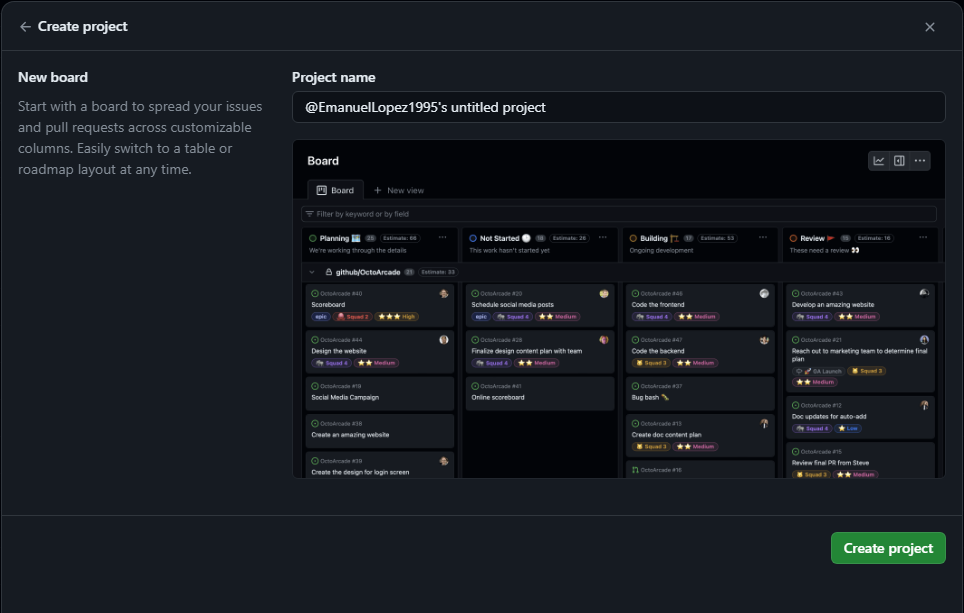 Create project
New board
Start with a board to spread your issues
and pull requests across customizable
columns. Easily switch to a table or
roadmap layout at any time.
Project name
@EmanuelLopez1995's untitled project
Board
Board
New view
Filter by keyword or by field
Planning 25 Estimate: 66
We're working through the details
Not Started 18 Estimate: 26
This work hasn't started yet
Building 17 Estimate: 53
Ongoing development
Review Estimate: 16
These need a review 👀
github/OctoArcade 21 Estimate: 33
OctoArcade #40
Scoreboard
epic Squad 3 High
OctoArcade #44
Design the website
Squad 4 Medium
OctoArcade #19
Social Media Campaign
OctoArcade #38
Create an amazing website
OctoArcade #39
Create the design for login screen
OctoArcade #20
Schedule social media posts
epic Squad 4 Medium
OctoArcade #28
Finalize design content plan with team
Squad 4 Medium
OctoArcade #41
Online scoreboard
OctoArcade #46
Code the frontend
Squad 4 Medium
OctoArcade #47
Code the backend
Squad 3 Medium
OctoArcade #37
Bug bash
OctoArcade #13
Create doc content plan
Squad 3 Medium
OctoArcade #16
OctoArcade #43
Develop an amazing website
Squad 4 Medium
OctoArcade #21
Reach out to marketing team to determine final
plan
GA Launch Squad 3
Medium
OctoArcade #12
Doc updates for auto-add
Squad 4 Low
OctoArcade #15
Review final PR from Steve
Squad 3 Medium
Create project